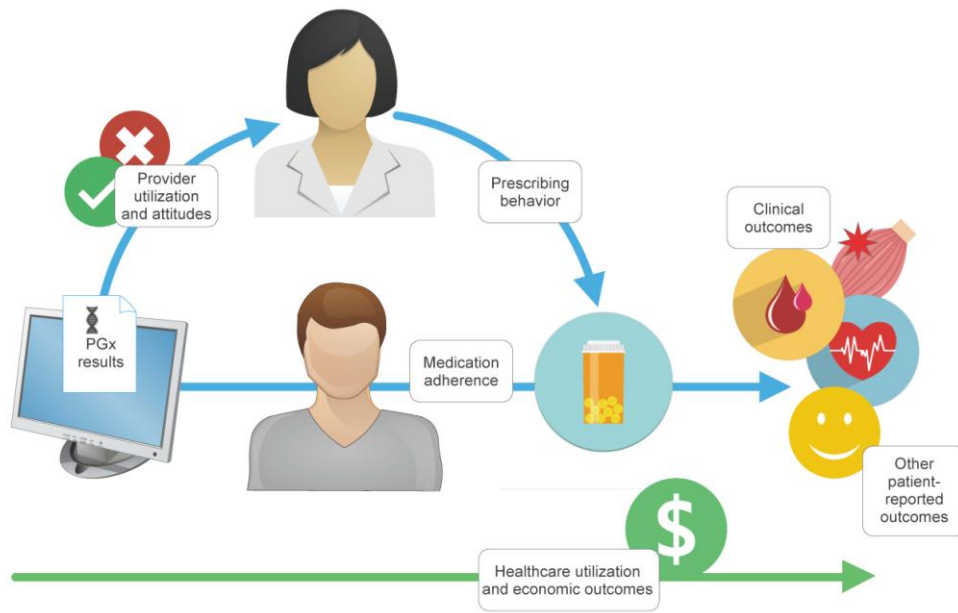 Provider
utilization
and attitudes
Prescribing
behavior
Clinical
outcomes
PGx
results
Medication
adherence
Other
patient-
reported
outcomes
$
Healthcare utilization
and economic outcomes